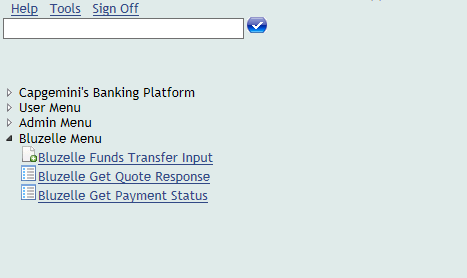 Help Tools Sign Off
Capgemini's Banking Platform
User Menu
Admin Menu
Bluzelle Menu
Bluzelle Funds Transfer Input
Bluzelle Get Quote Response
Bluzelle Get Payment Status